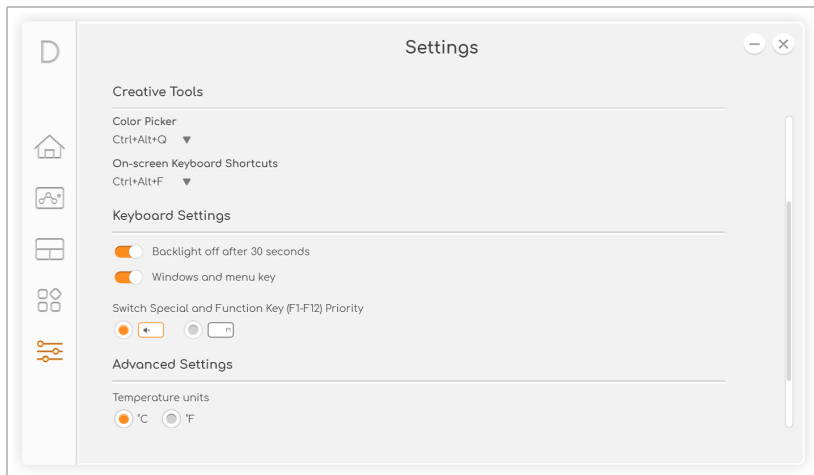 D
Settings
Creative Tools
Color Picker
Ctrl+Alt+Q
On-screen Keyboard Shortcuts
Ctrl+Alt+F
Keyboard Settings
Backlight off after 30 seconds
Windows and menu key
Switch Special and Function Key (F1-F12) Priority
F1
Advanced Settings
Temperature units
°C °F